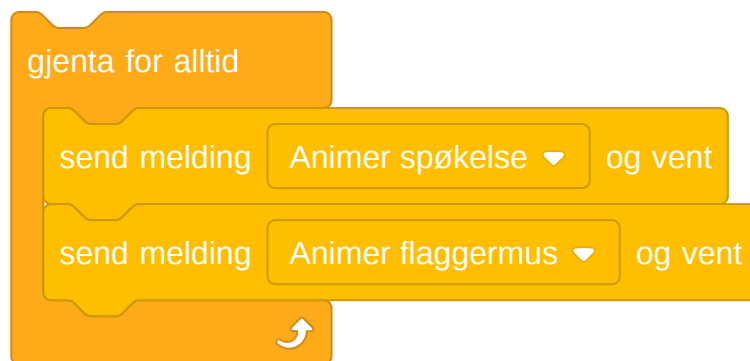 gjenta for alltid
send melding Animer spøkelse og vent
send melding Animer flaggermus og vent